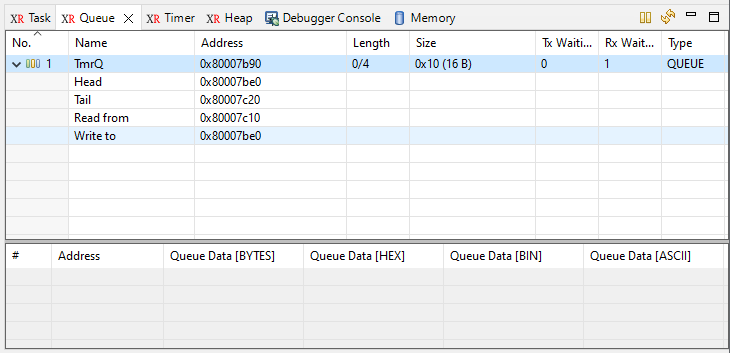 XR Task XR Queue XR Timer XR Heap Debugger Console Memory
No. Name Address Length Size Tx Waiti... Rx Wait... Type
1 TmrQ 0x80007b90 0/4 0x10 (16 B) 0 1 QUEUE
Head 0x80007be0
Tail 0x80007c20
Read from 0x80007c10
Write to 0x80007be0
# Address Queue Data [BYTES] Queue Data [HEX] Queue Data [BIN] Queue Data [ASCII]